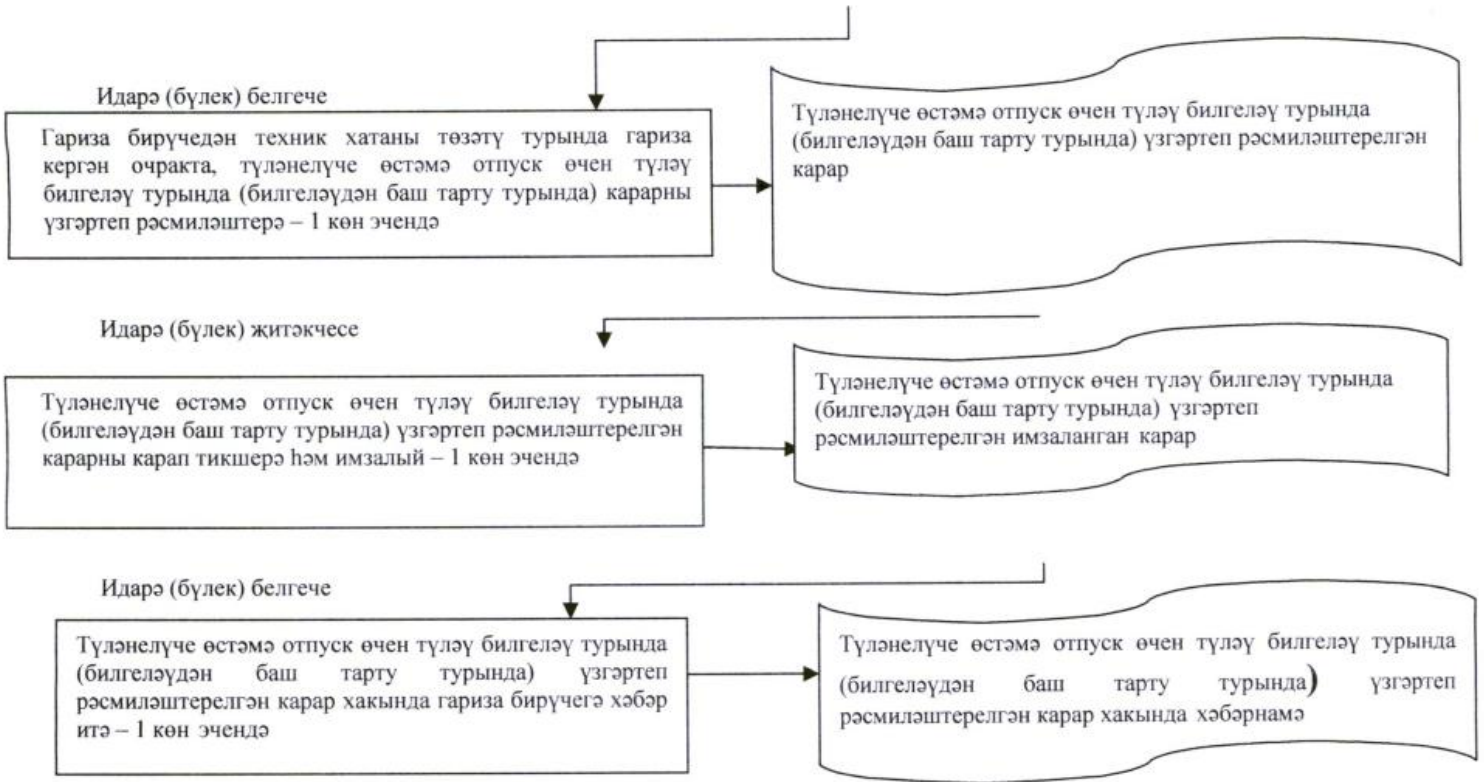 Идарә (бүлек) белгече
Гариза бирүчедән техник хатаны төзәтү турында гариза
кергән очракта, түләнелүче өстәмә отпуск өчен түләү
билгеләү турында (билгеләүдән баш тарту турында) карарны
үзгәртеп рәсмиләштерә – 1 көн эчендә
Түләнелүче өстәмә отпуск өчен түләү билгеләү турында
(билгеләүдән баш тарту турында) үзгәртеп рәсмиләштерелгән
карар
Идарә (бүлек) җитәкчесе
Түләнелүче өстәмә отпуск өчен түләү билгеләү турында
(билгеләүдән баш тарту турында) үзгәртеп рәсмиләштерелгән
карарны карап тикшерә һәм имзалый – 1 көн эчендә
Түләнелүче өстәмә отпуск өчен түләү билгеләү турында
(билгеләүдән баш тарту турында) үзгәртеп
рәсмиләштерелгән имзаланган карар
Идарә (бүлек) белгече
Түләнелүче өстәмә отпуск өчен түләү билгеләү турында
(билгеләүдән баш тарту турында) үзгәртеп
рәсмиләштерелгән карар хакында гариза бирүчегә хәбәр
итә – 1 көн эчендә
Түләнелүче өстәмә отпуск өчен түләү билгеләү турында
(билгеләүдән баш тарту турында) үзгәртеп
рәсмиләштерелгән карар хакында хәбәрнамә